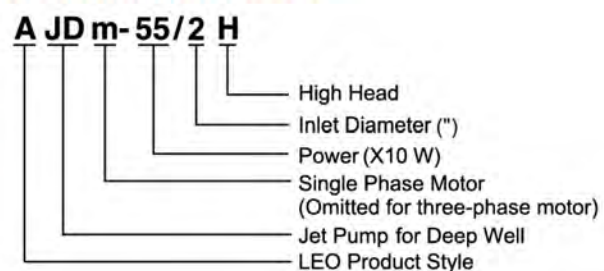 A JD m-55/2 H
High Head
Inlet Diameter (")
Power (X10 W)
Single Phase Motor
(Omitted for three-phase motor)
Jet Pump for Deep Well
LEO Product Style